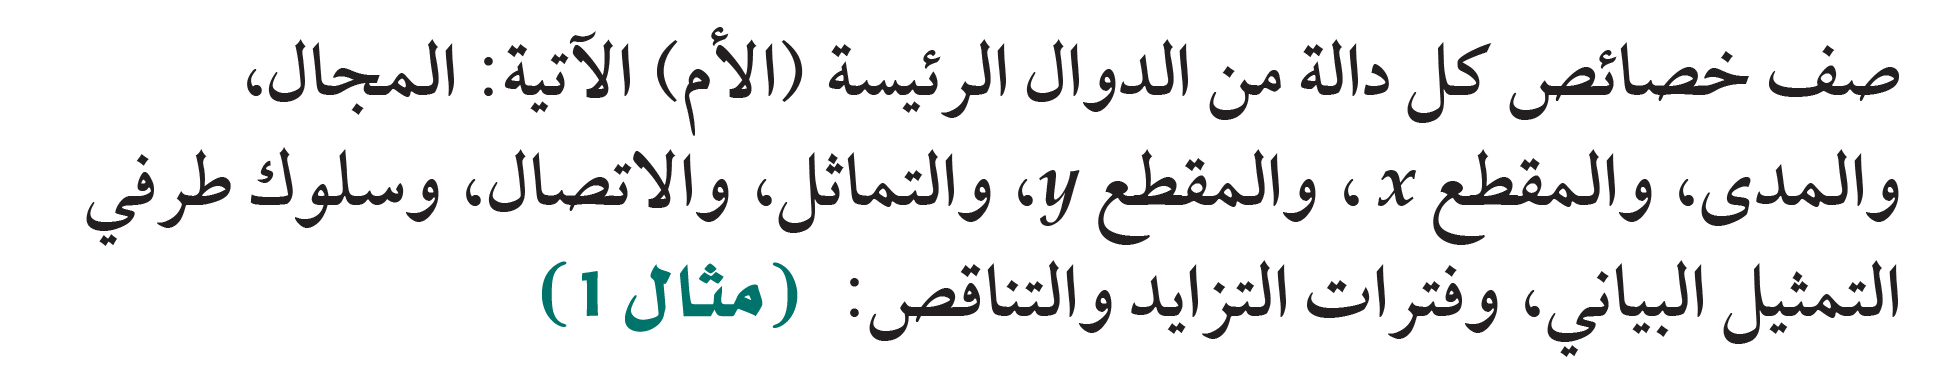 صف خصائص كل دالة من الدوال الرئيسة (الأم) الآتية: المجال،
والمدى، والمقطع x ، والمقطع y، والتماثل، والاتصال، وسلوك طرفي
التمثيل البياني، وفترات التزايد والتناقص: (مثال 1)